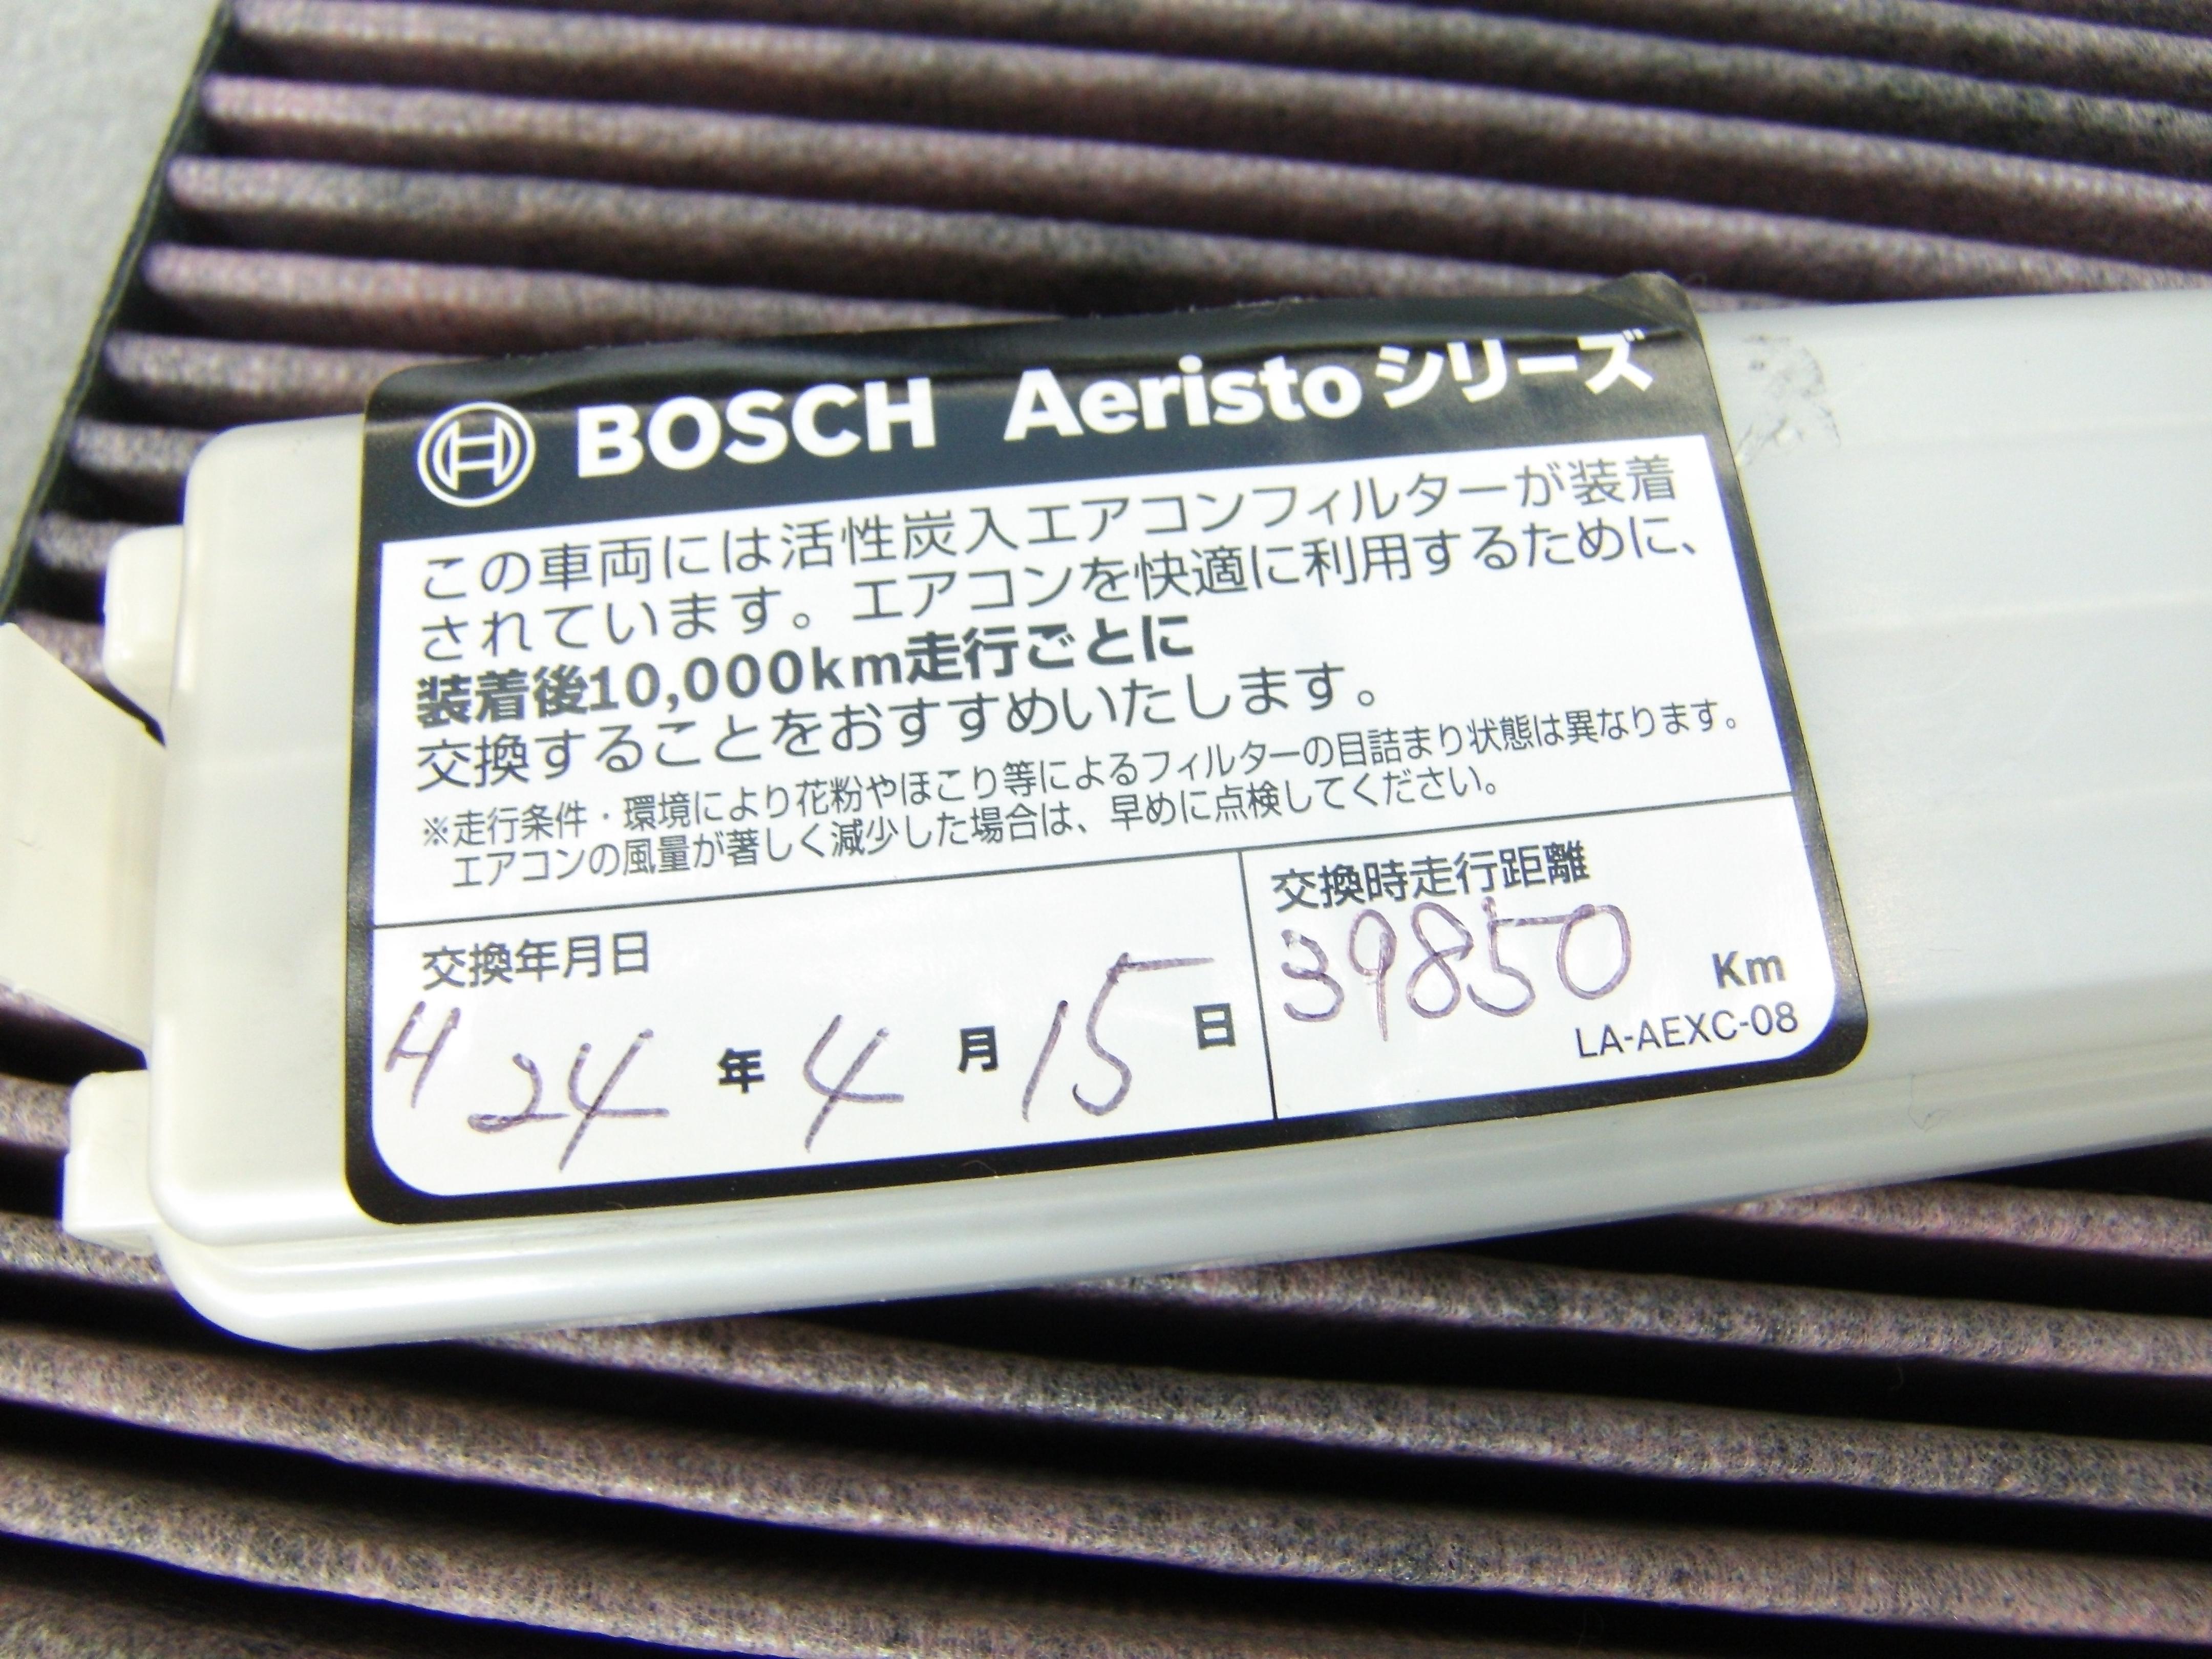 BOSCH Aeristoシリーズ
この車両には活性炭入エアコンフィルターが装着
されています。エアコンを快適に利用するために、
装着後10,000km走行ごとに
交換することをおすすめいたします。
※走行条件・環境により花粉やほこり等によるフィルターの目詰まり状態は異なります。
エアコンの風量が著しく減少した場合は、早めに点検してください。
交換年月日
H 24 年 4 月 15 日
交換時走行距離
39850 Km
LA-AEXC-08